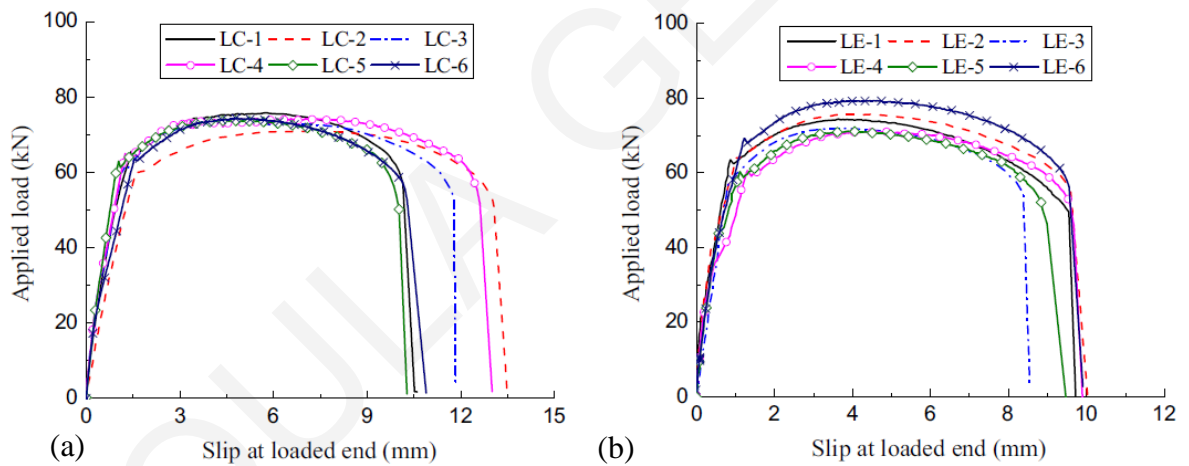 100
80
60
40
20
0
Applied load (kN)
LC-1 LC-2 LC-3
LC-4 LC-5 LC-6
0 3 6 9 12 15
(a) Slip at loaded end (mm)
100
80
60
40
20
0
Applied load (kN)
LE-1 LE-2 LE-3
LE-4 LE-5 LE-6
0 2 4 6 8 10 12
(b) Slip at loaded end (mm)
OULA GE